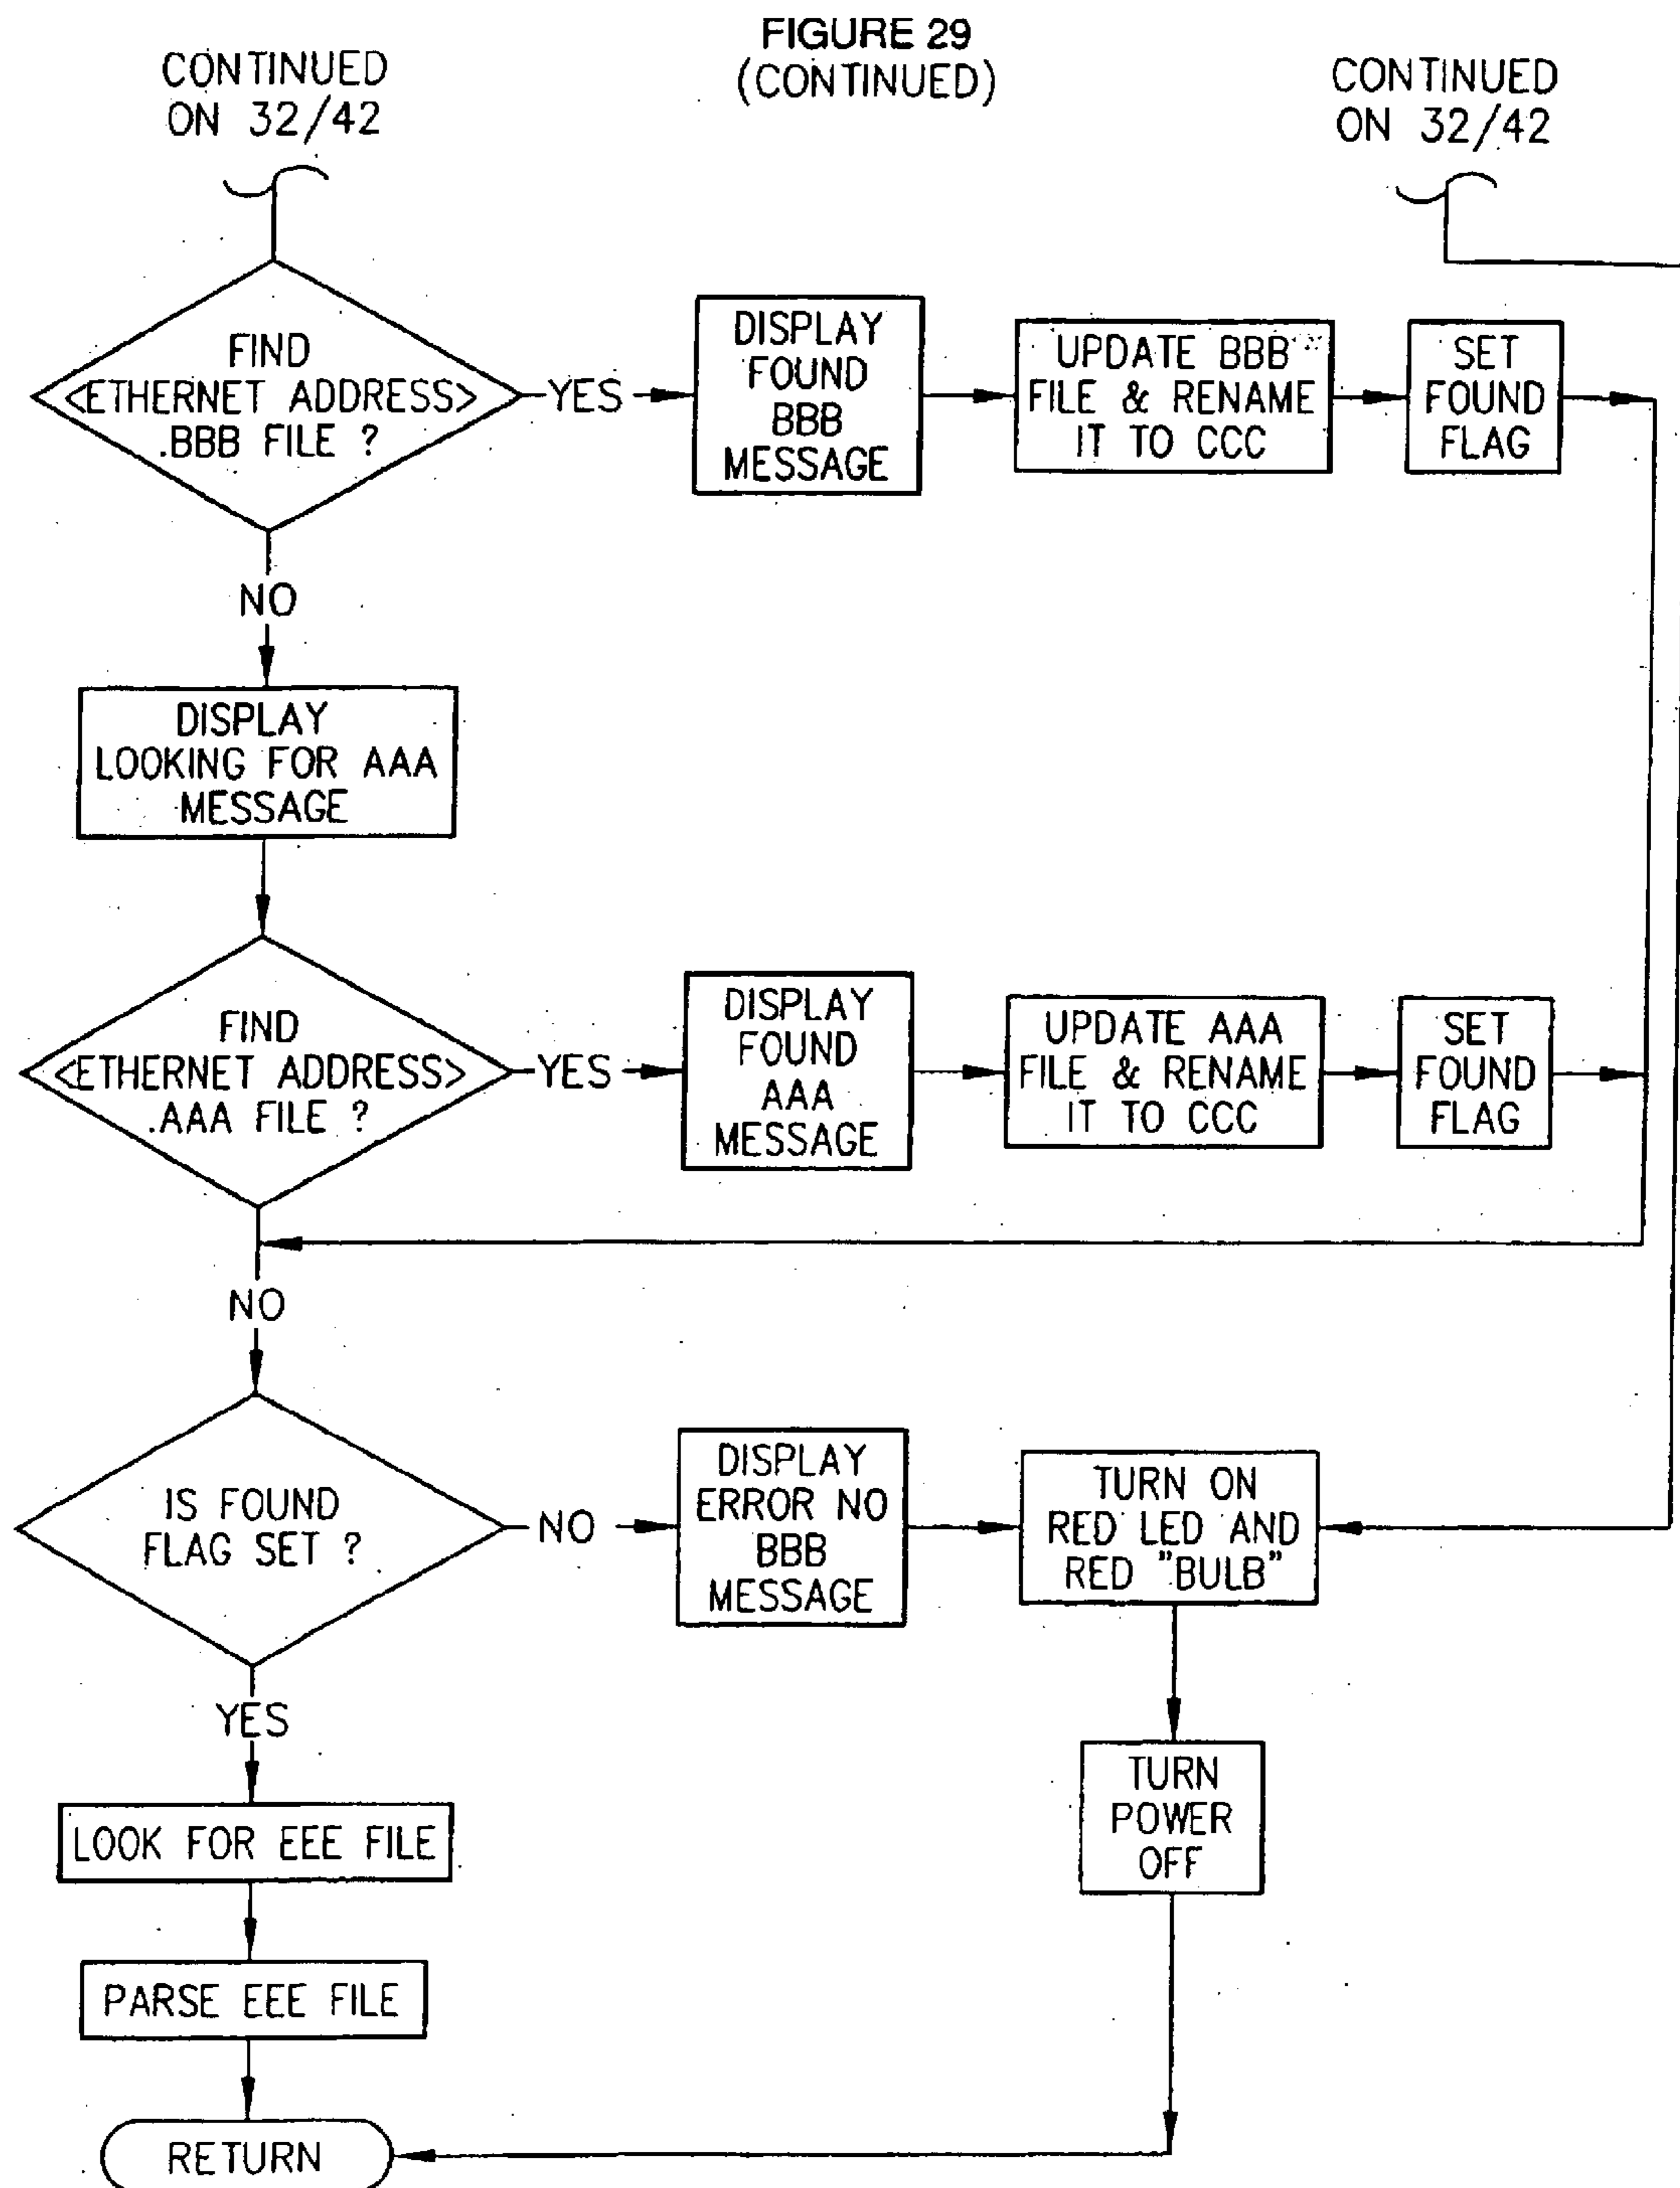 FIGURE 29
(CONTINUED)
CONTINUED
ON 32/42
CONTINUED
ON 32/42
FIND
<ETHERNET ADDRESS>
.BBB FILE ?
YES
DISPLAY
FOUND
BBB
MESSAGE
UPDATE BBB
FILE & RENAME
IT TO CCC
SET
FOUND
FLAG
NO
DISPLAY
LOOKING FOR AAA
MESSAGE
FIND
<ETHERNET ADDRESS>
.AAA FILE ?
YES
DISPLAY
FOUND
AAA
MESSAGE
UPDATE AAA
FILE & RENAME
IT TO CCC
SET
FOUND
FLAG
NO
IS FOUND
FLAG SET ?
NO
DISPLAY
ERROR NO
BBB
MESSAGE
TURN ON
RED LED AND
RED "BULB"
YES
TURN
POWER
OFF
LOOK FOR EEE FILE
PARSE EEE FILE
RETURN